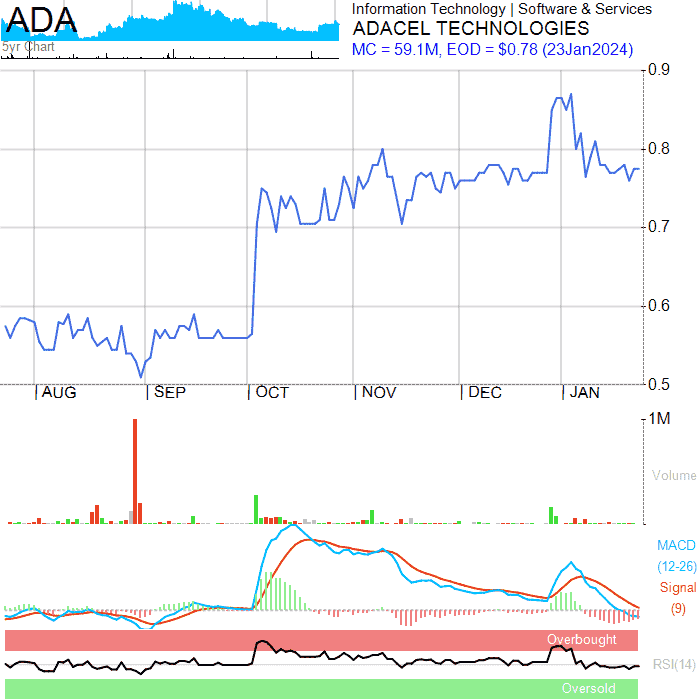 ADA
5yr Chart
Information Technology | Software & Services
ADACEL TECHNOLOGIES
MC = 59.1M, EOD = $0.78 (23Jan2024)
0.9
0.8
0.7
0.6
0.5
AUG
SEP
OCT
NOV
DEC
JAN
1M
Volume
MACD
(12-26)
Signal
(9)
Overbought
RSI(14)
Oversold